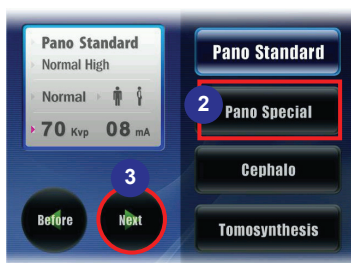 Pano Standard
Normal High
Normal
70 Kvp 08 mA
3
Before
Next
Pano Standard
2
Pano Special
Cephalo
Tomosynthesis